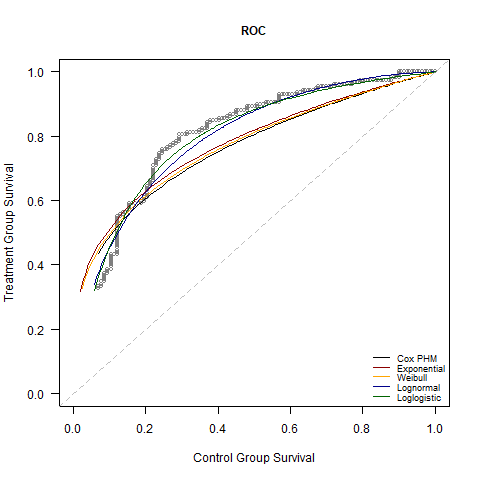 ROC
Treatment Group Survival
1.0
0.8
0.6
0.4
0.2
0.0
Cox PHM
Exponential
Weibull
Lognormal
Loglogistic
0.0 0.2 0.4 0.6 0.8 1.0
Control Group Survival